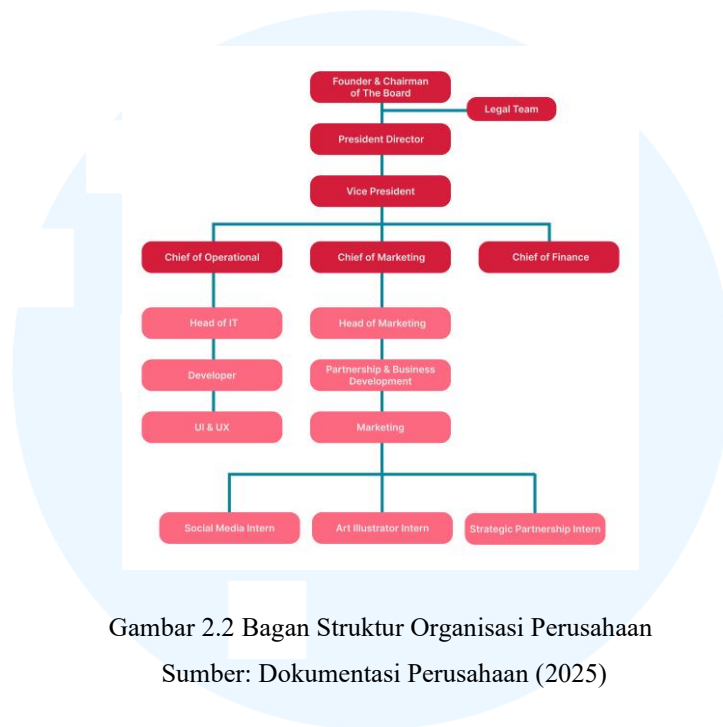 Founder & Chairman
of The Board
Legal Team
President Director
Vice President
Chief of Operational
Chief of Marketing
Chief of Finance
Head of IT
Head of Marketing
Developer
Partnership & Business
Development
UI & UX
Marketing
Social Media Intern
Art Illustrator Intern
Strategic Partnership Intern
Gambar 2.2 Bagan Struktur Organisasi Perusahaan
Sumber: Dokumentasi Perusahaan (2025)